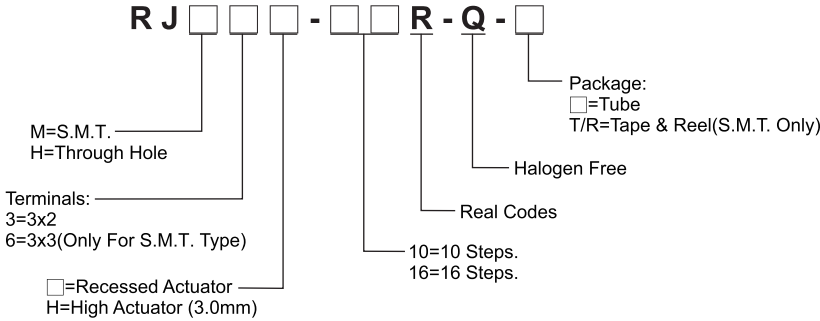 RJ□□□-□□R-Q-□
Package:
□=Tube
T/R=Tape & Reel(S.M.T. Only)
M=S.M.T.
H=Through Hole
Halogen Free
Terminals:
3=3x2
6=3x3(Only For S.M.T. Type)
Real Codes
10=10 Steps.
16=16 Steps.
□=Recessed Actuator
H=High Actuator (3.0mm)